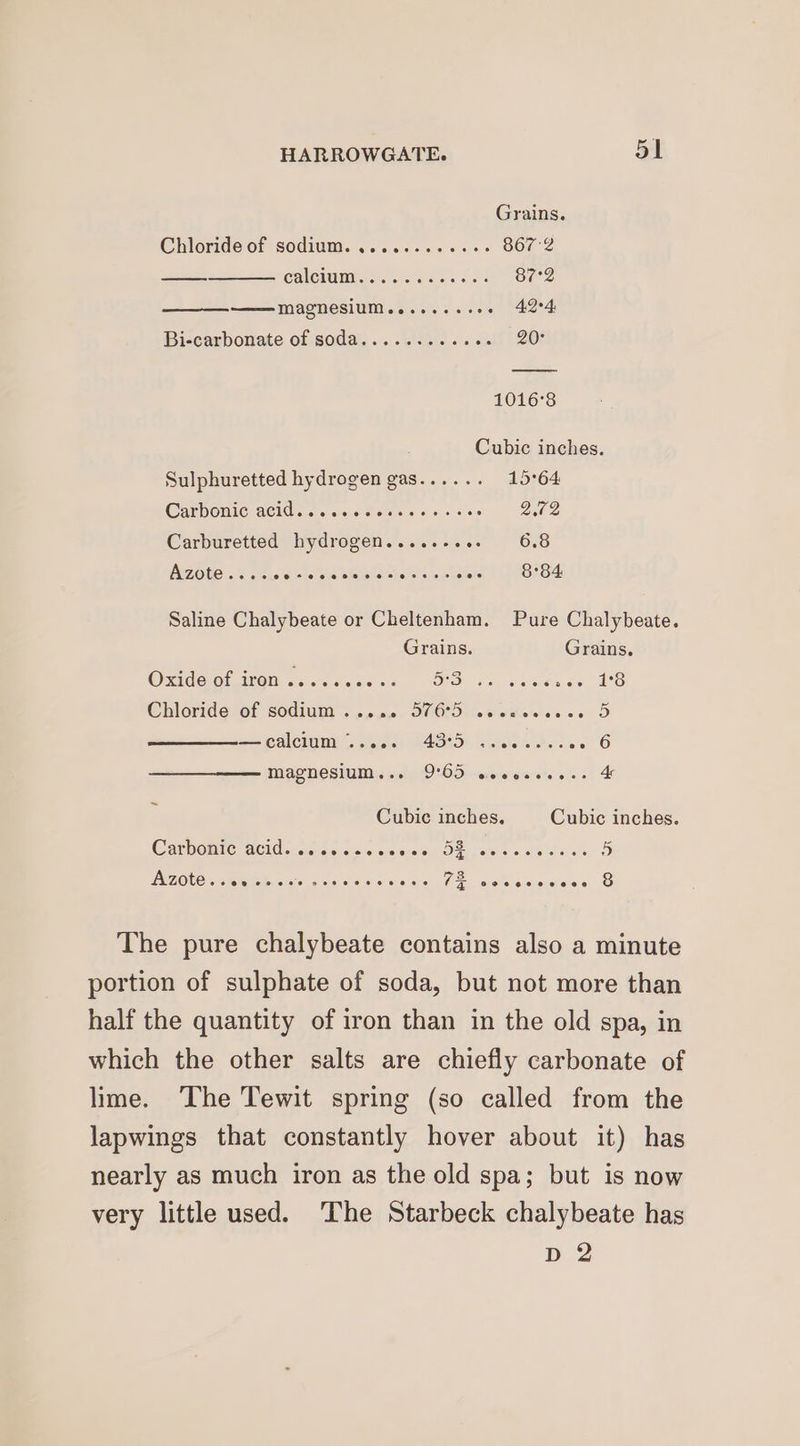 HARROWGATE. 51
Grains.
Chloride of sodium. ............ 867·2
———— calcium............ 87·2
———— magnesium.......... 42·4
Bi-carbonate of soda............ 20·
1016·8
Cubic inches.
Sulphuretted hydrogen gas...... 15·64
Carbonic acid.................. 2,72
Carburetted hydrogen.......... 6.8
Azote........................ 8·84
Saline Chalybeate or Cheltenham. Pure Chalybeate.
Grains. Grains.
Oxide of iron .......... 5·3 .. ........ 1·8
Chloride of sodium ..... 576·5 .......... 5
———— calcium ..... 43·5 .......... 6
———— magnesium... 9·65 .......... 4
Cubic inches. Cubic inches.
Carbonic acid. ............. 5¾ .......... 5
Azote.................... 7¾ .......... 8
The pure chalybeate contains also a minute
portion of sulphate of soda, but not more than
half the quantity of iron than in the old spa, in
which the other salts are chiefly carbonate of
lime. The Tewit spring (so called from the
lapwings that constantly hover about it) has
nearly as much iron as the old spa; but is now
very little used. The Starbeck chalybeate has
D 2